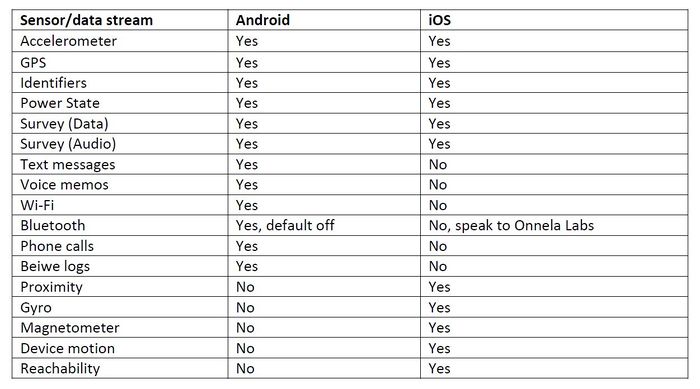 Sensor/data stream Android iOS
Accelerometer Yes Yes
GPS Yes Yes
Identifiers Yes Yes
Power State Yes Yes
Survey (Data) Yes Yes
Survey (Audio) Yes Yes
Text messages Yes No
Voice memos Yes No
Wi-Fi Yes No
Bluetooth Yes, default off No, speak to Onnela Labs
Phone calls Yes No
Beiwe logs Yes No
Proximity No Yes
Gyro No Yes
Magnetometer No Yes
Device motion No Yes
Reachability No Yes